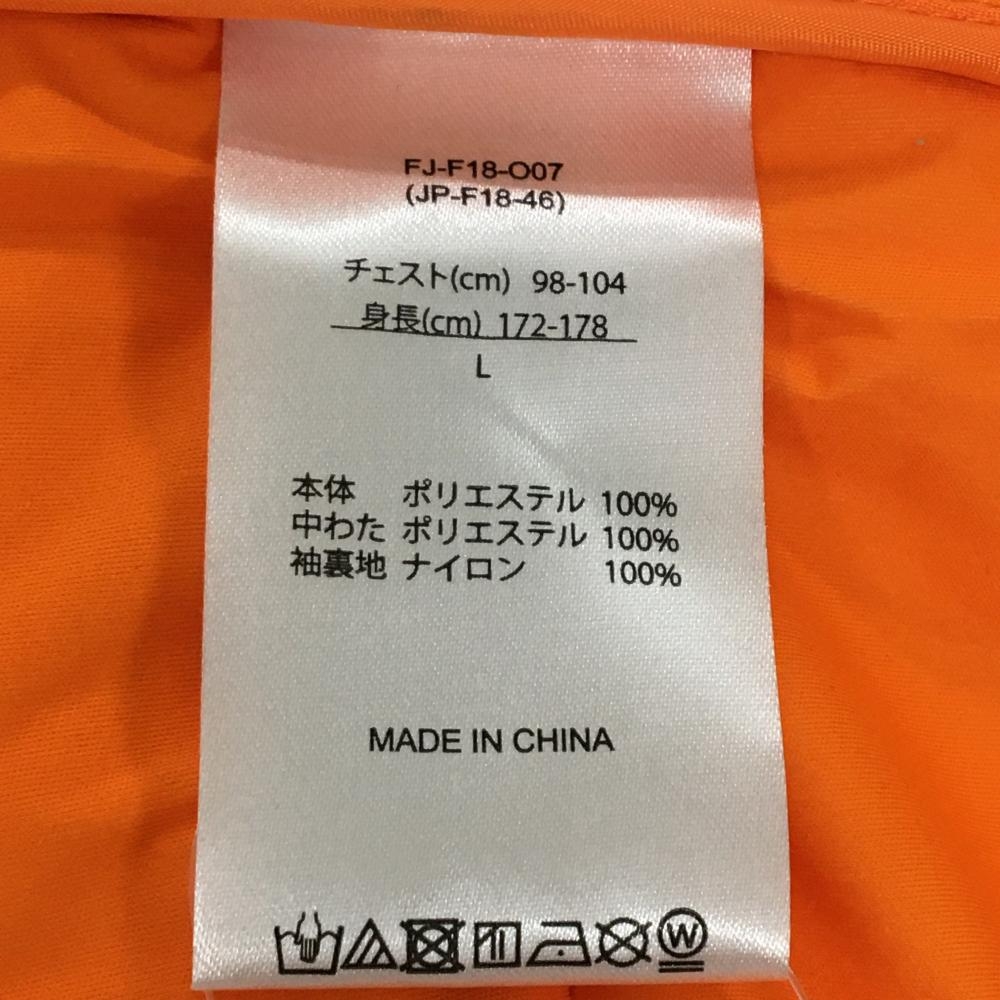 FJ-F18-O07
(JP-F18-46)
チェスト(cm) 98-104
身長(cm) 172-178
L
本体 ポリエステル 100%
中わた ポリエステル 100%
袖裏地 ナイロン 100%
MADE IN CHINA
W